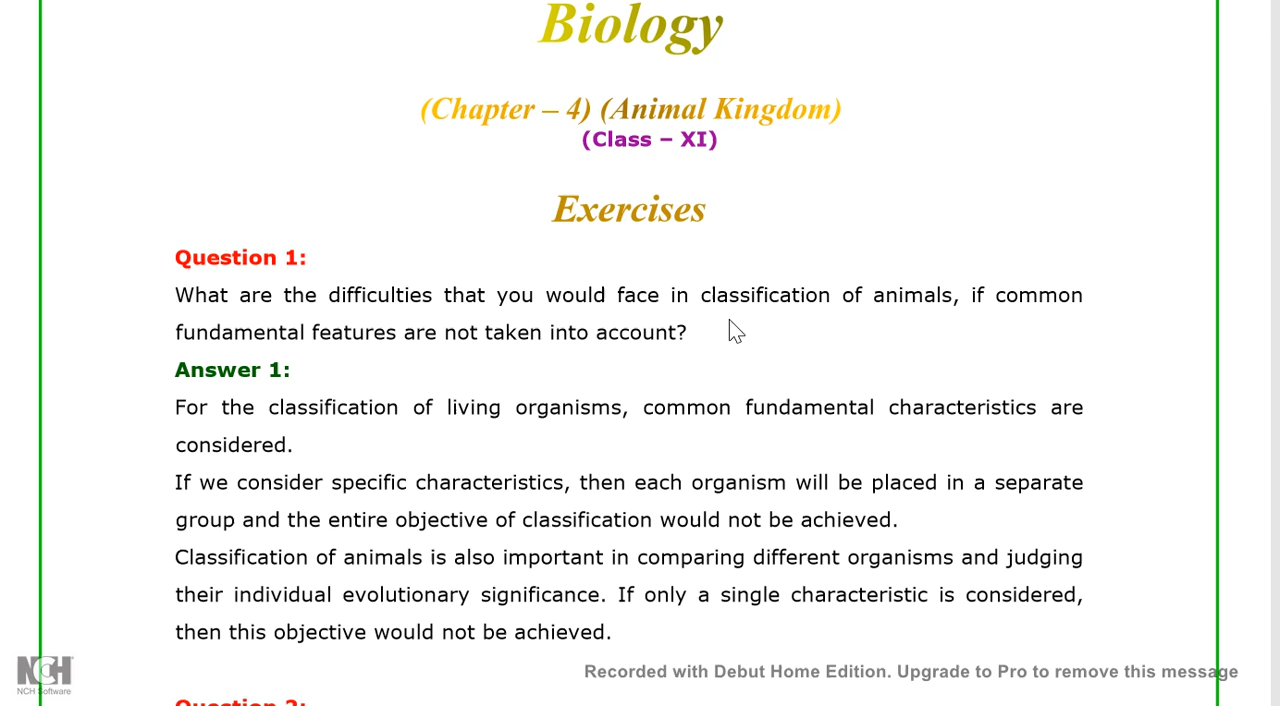 Biology
(Chapter – 4) (Animal Kingdom)
(Class – XI)
Exercises
Question 1:
What are the difficulties that you would face in classification of animals, if common
fundamental features are not taken into account?
Answer 1:
For the classification of living organisms, common fundamental characteristics are
considered.
If we consider specific characteristics, then each organism will be placed in a separate
group and the entire objective of classification would not be achieved.
Classification of animals is also important in comparing different organisms and judging
their individual evolutionary significance. If only a single characteristic is considered,
then this objective would not be achieved.
NCH
NCH Software
Recorded with Debut Home Edition. Upgrade to Pro to remove this message
Question 2: